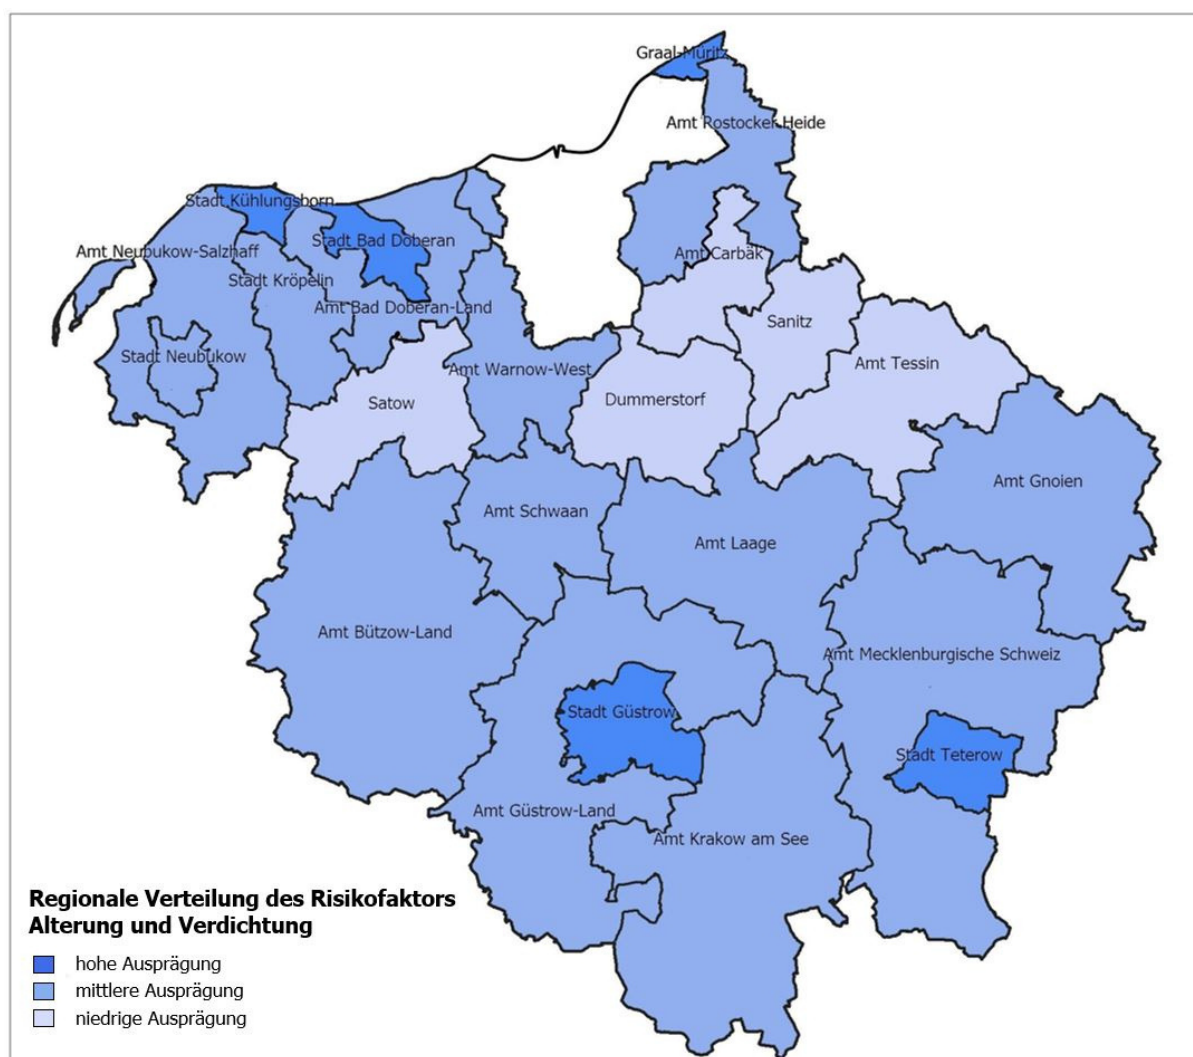 Graal-Müritz
Amt Rostocker Heide
Stadt Kühlungsborn
Stadt Bad Doberan
Amt Neubukow-Salzhaff
Amt Carbäk
Stadt Kröpelin
Amt Bad Doberan-Land
Sanitz
Stadt Neubukow
Amt Warnow-West
Amt Tessin
Satow
Dummerstorf
Amt Gnoien
Amt Schwaan
Amt Laage
Amt Bützow-Land
Amt Mecklenburgische Schweiz
Stadt Güstrow
Stadt Teterow
Amt Güstrow-Land
Amt Krakow am See
Regionale Verteilung des Risikofaktors
Alterung und Verdichtung
hohe Ausprägung
mittlere Ausprägung
niedrige Ausprägung